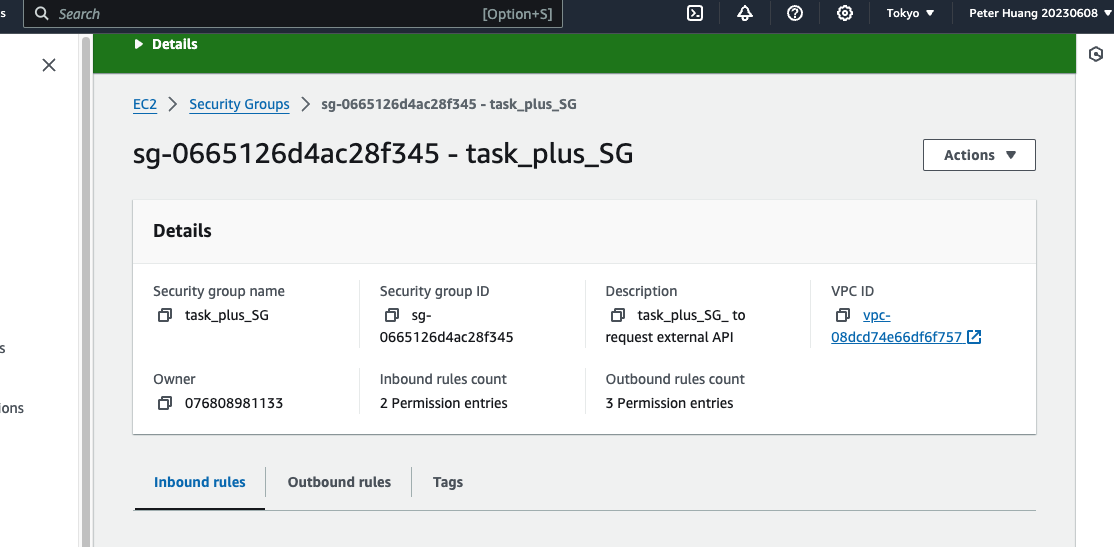 s
Search
[Option+S]
Tokyo
Peter Huang 20230608
Details
EC2
Security Groups
sg-0665126d4ac28f345 - task_plus_SG
sg-0665126d4ac28f345 - task_plus_SG
Actions
Details
Security group name
task_plus_SG
Security group ID
sg-
0665126d4ac28f345
Description
task_plus_SG_ to
request external API
VPC ID
vpc-
08dcd74e66df6f757
s
Owner
076808981133
Inbound rules count
2 Permission entries
Outbound rules count
3 Permission entries
ions
Inbound rules
Outbound rules
Tags